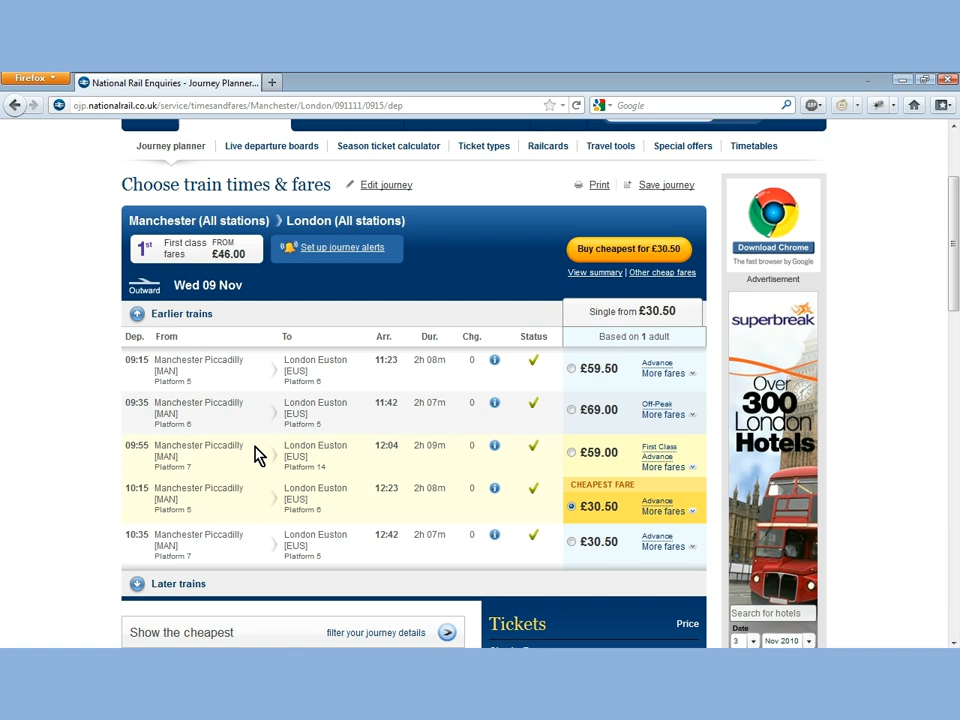 Firefox
National Rail Enquiries - Journey Planner...
ojp.nationalrail.co.uk/service/timesandfares/Manchester/London/091111/0915/dep
Google
Journey planner
Live departure boards
Season ticket calculator
Ticket types
Railcards
Travel tools
Special offers
Timetables
Choose train times & fares
Edit journey
Print
Save journey
Manchester (All stations) London (All stations)
1st First class fares FROM £46.00
Set up journey alerts
Buy cheapest for £30.50
View summary | Other cheap fares
Outward
Wed 09 Nov
Earlier trains
Single from £30.50
Dep. From To Arr. Dur. Chg. Status Based on 1 adult
09:15 Manchester Piccadilly London Euston 11:23 2h 08m 0 £59.50 Advance
[MAN] [EUS] More fares
Platform 5 Platform 6
09:35 Manchester Piccadilly London Euston 11:42 2h 07m 0 £69.00 Off-Peak
[MAN] [EUS] More fares
Platform 6 Platform 5
09:55 Manchester Piccadilly London Euston 12:04 2h 09m 0 £59.00 First Class Advance
[MAN] [EUS] More fares
Platform 7 Platform 14
CHEAPEST FARE
10:15 Manchester Piccadilly London Euston 12:23 2h 08m 0 £30.50 Advance
[MAN] [EUS] More fares
Platform 5 Platform 6
10:35 Manchester Piccadilly London Euston 12:42 2h 07m 0 £30.50 Advance
[MAN] [EUS] More fares
Platform 7 Platform 5
Later trains
Show the cheapest
filter your journey details
Tickets
Price
Download Chrome
The fast browser by Google
Advertisement
superbreak
Over
300
London
Hotels
Search for hotels
Date
3 Nov 2010